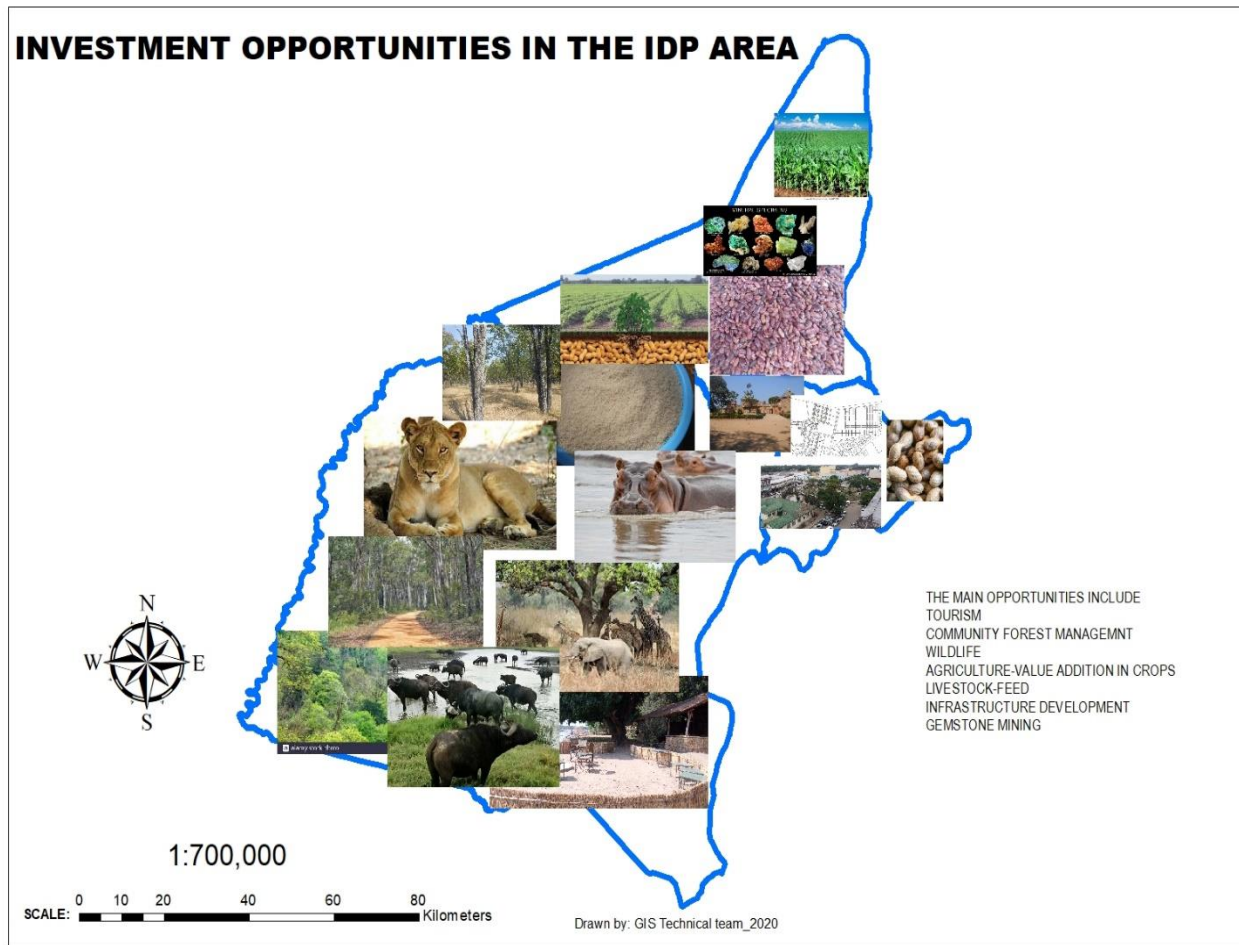 INVESTMENT OPPORTUNITIES IN THE IDP AREA
N
W E
S
THE MAIN OPPORTUNITIES INCLUDE
TOURISM
COMMUNITY FOREST MANAGEMNT
WILDLIFE
AGRICULTURE-VALUE ADDITION IN CROPS
LIVESTOCK-FEED
INFRASTRUCTURE DEVELOPMENT
GEMSTONE MINING
1:700,000
SCALE: 0 10 20 40 60 80 Kilometers
Drawn by: GIS Technical team_2020